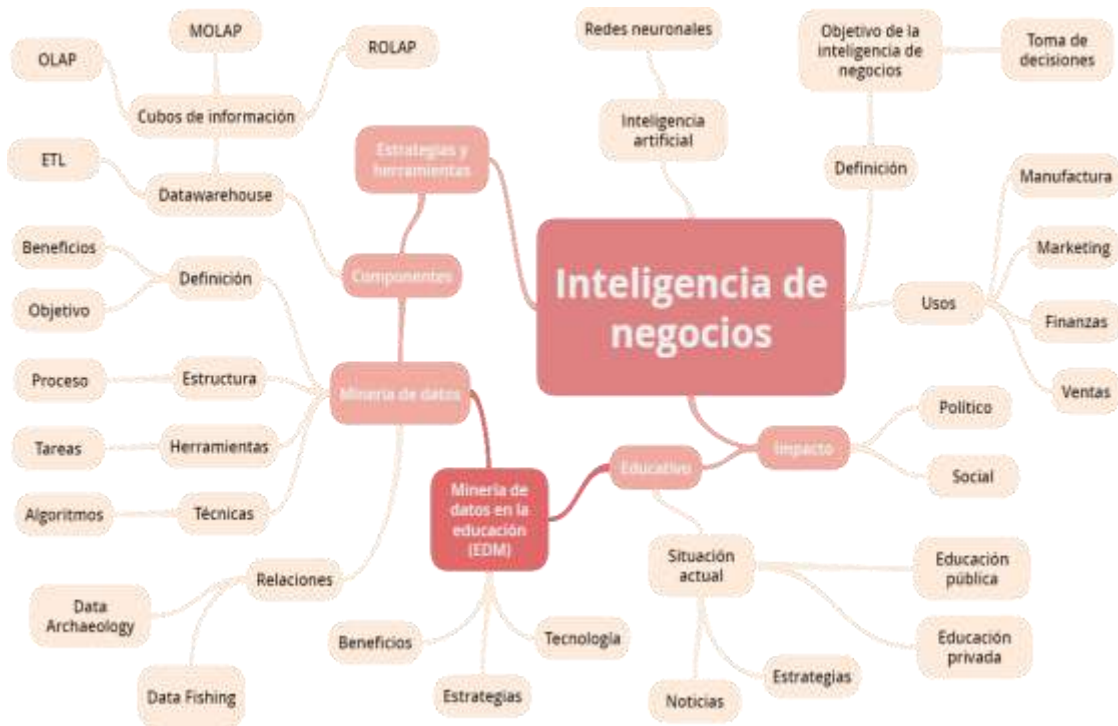 MOLAP
OLAP
ROLAP
Cubos de información
ETL
Datawarehouse
Estrategias y
herramientas
Componentes
Beneficios
Definición
Objetivo
Proceso
Estructura
Minería de datos
Tareas
Herramientas
Algoritmos
Técnicas
Relaciones
Data
Archaeology
Data Fishing
Minería de
datos en la
educación
(EDM)
Beneficios
Tecnología
Estrategias
Redes neuronales
Inteligencia
artificial
Objetivo de la
inteligencia de
negocios
Toma de
decisiones
Definición
Inteligencia de
negocios
Usos
Manufactura
Marketing
Finanzas
Ventas
Impacto
Político
Social
Educativo
Situación
actual
Educación
pública
Educación
privada
Estrategias
Noticias